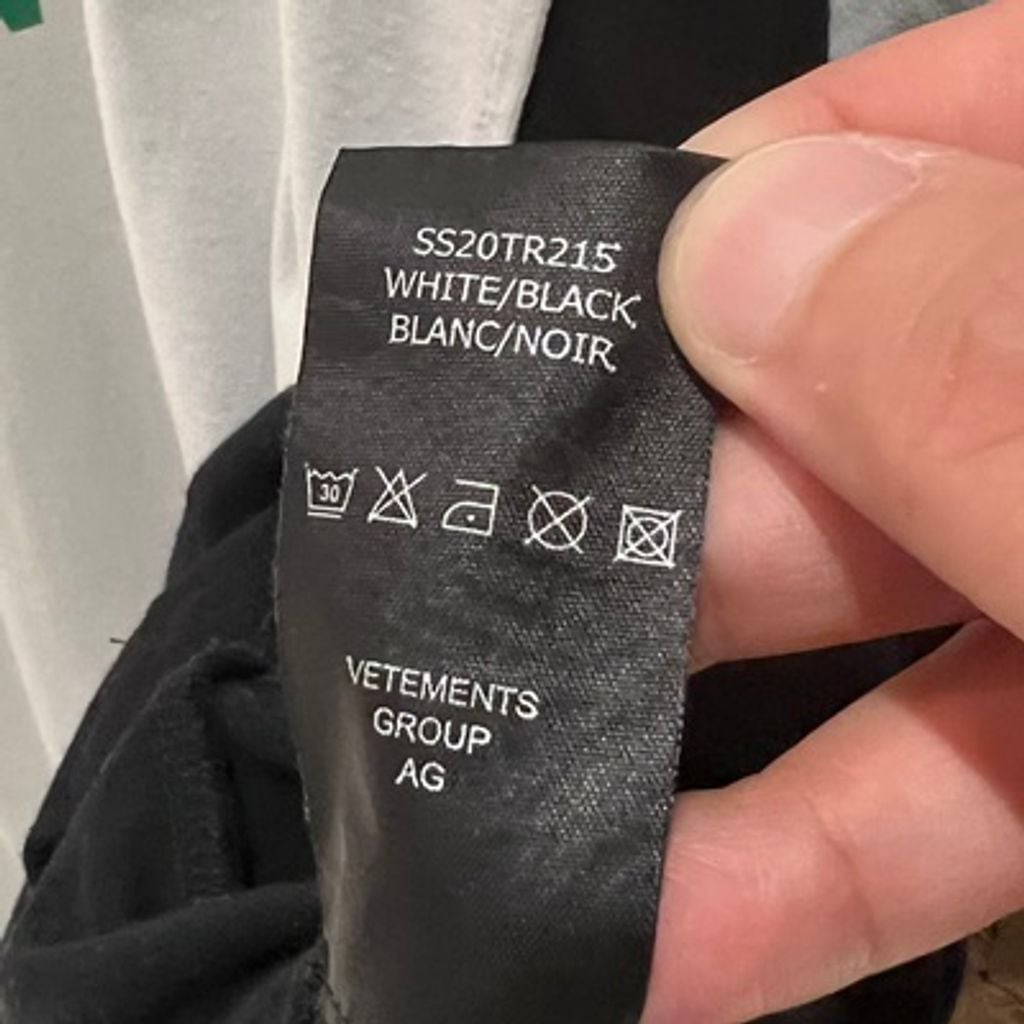 SS20TR215
WHITE/BLACK
BLANC/NOIR
30
VETEMENTS
GROUP
AG